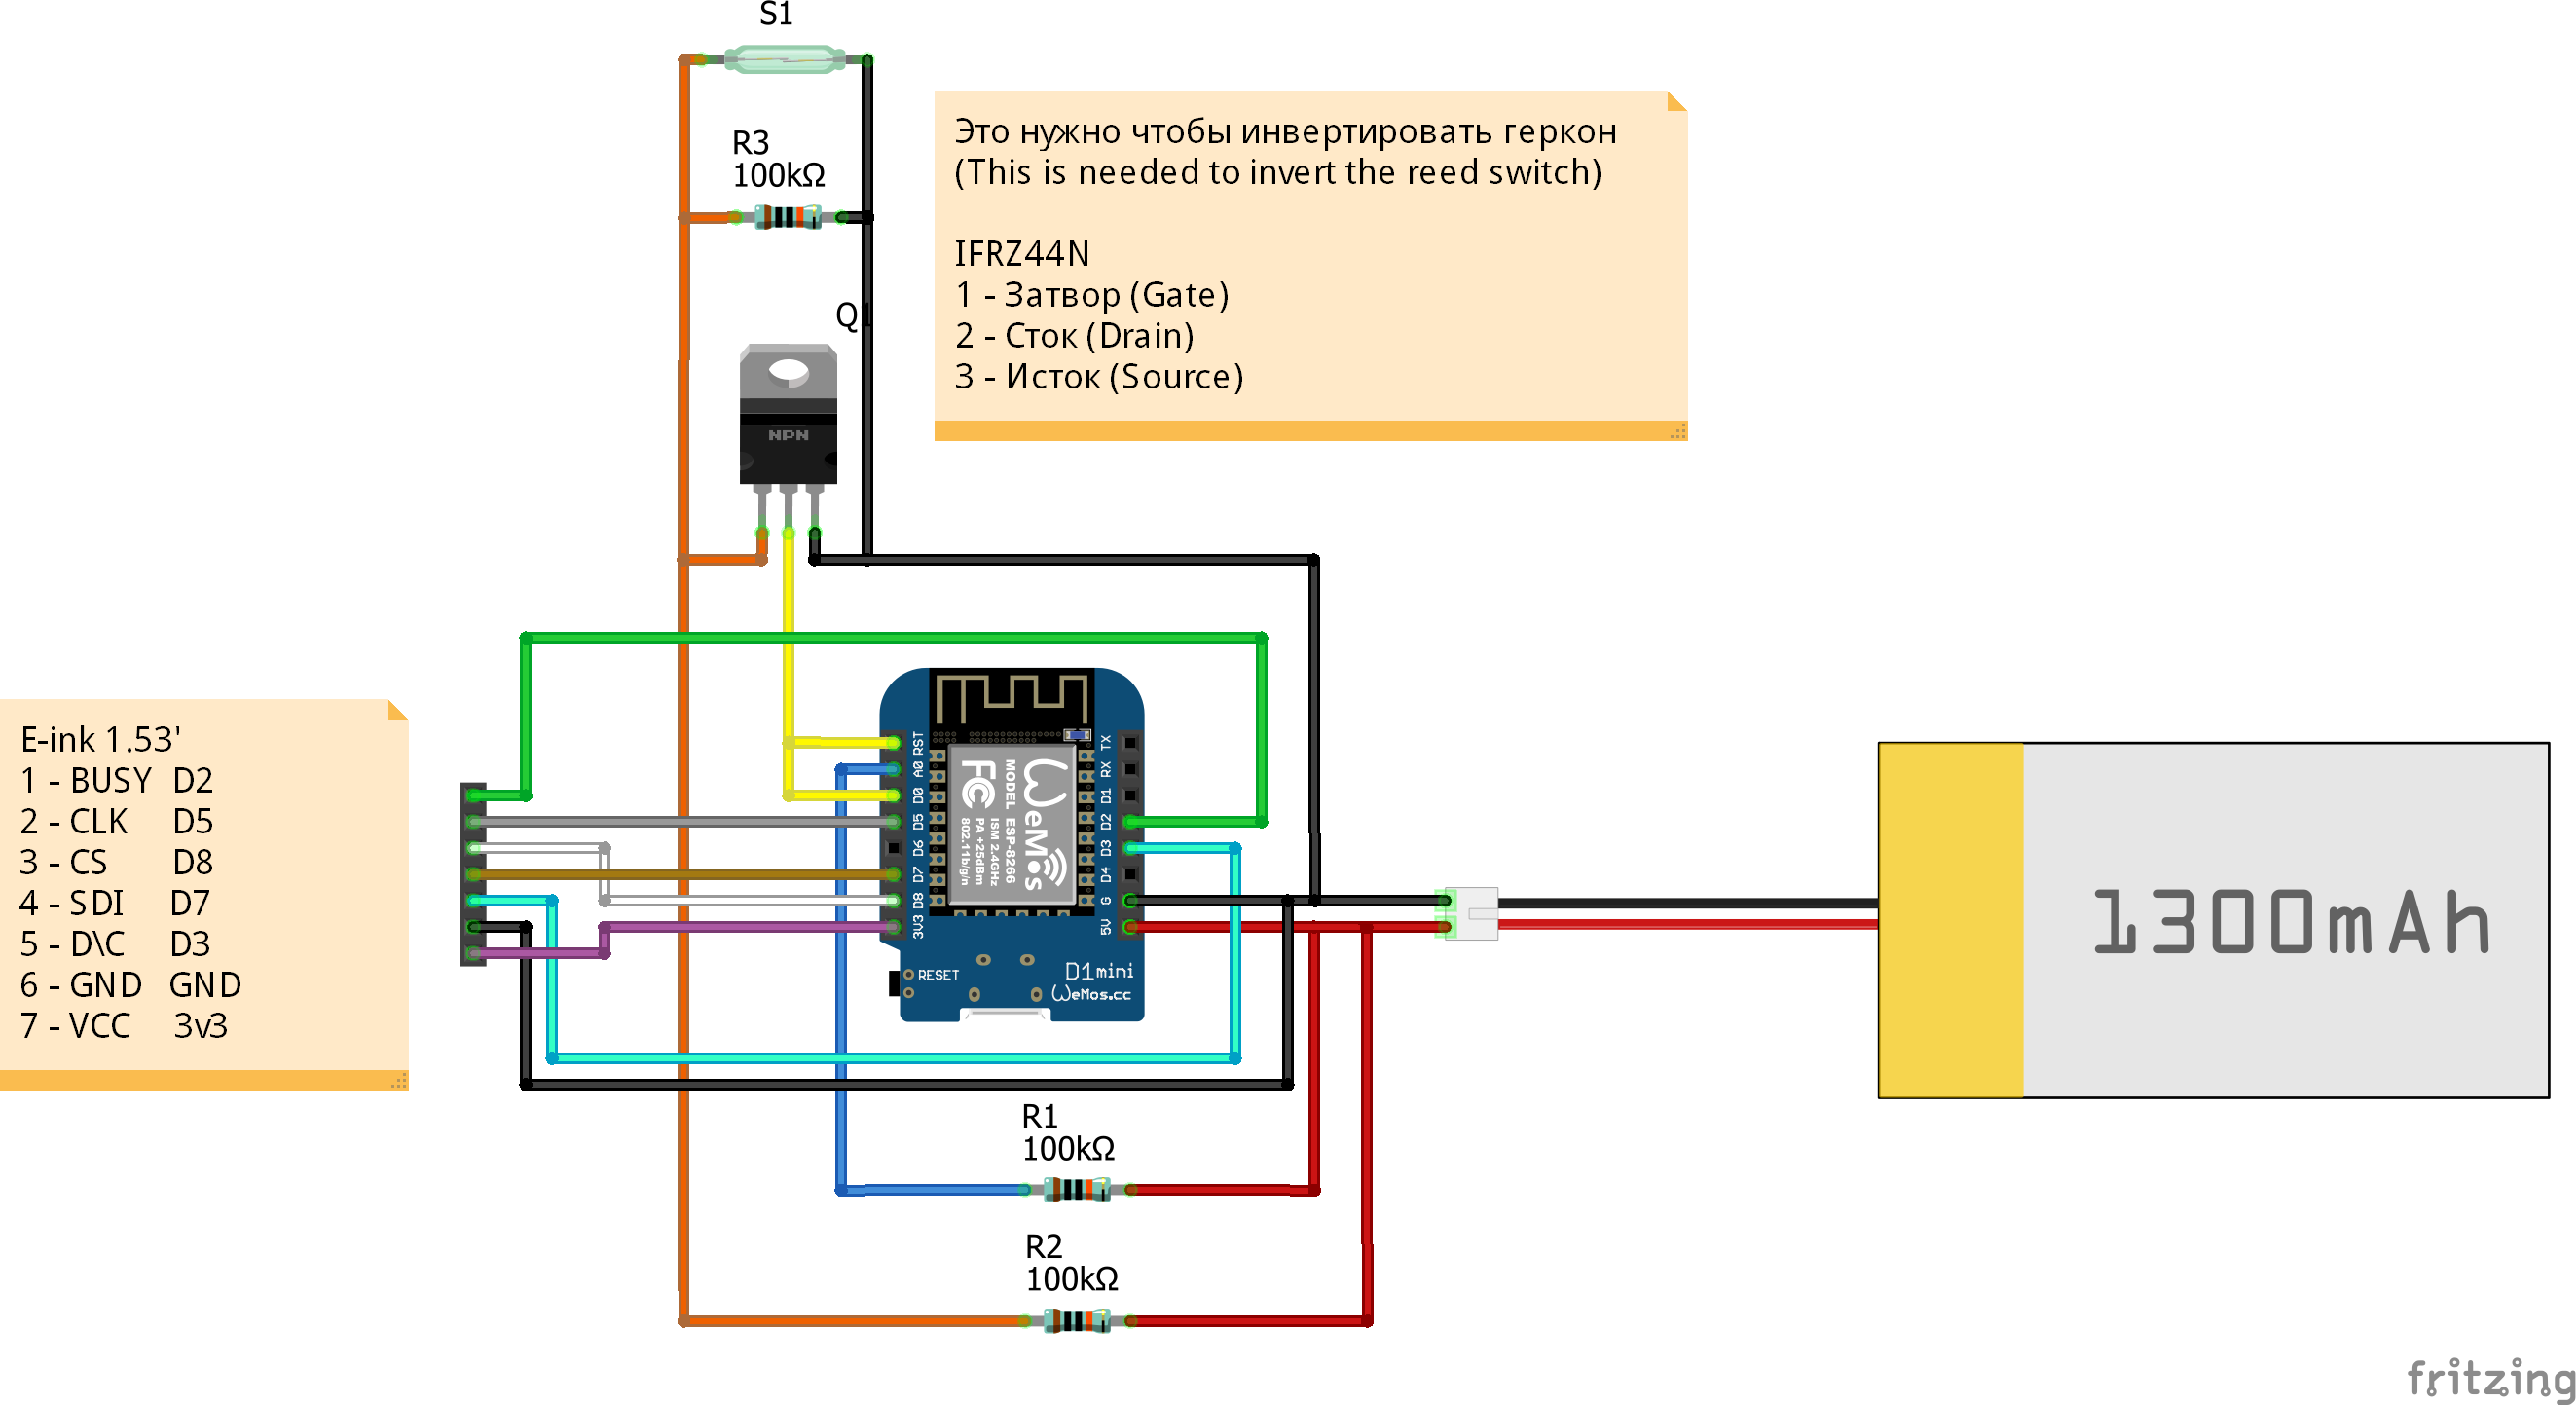 S1
R3
100kΩ
Это нужно чтобы инвертировать геркон
(This is needed to invert the reed switch)
IFRZ44N
1 - Затвор (Gate)
2 - Сток (Drain)
3 - Исток (Source)
Q1
NPN
E-ink 1.53'
1 - BUSY D2
2 - CLK D5
3 - CS D8
4 - SDI D7
5 - D\C D3
6 - GND GND
7 - VCC 3v3
RST
A0
D0
D5
D6
D7
D8
3V3
WeMos
MODEL ESP-8266
ISM 2.4GHz
PA +25dBm
802.11b/g/n
FC
TX
RX
D1
D2
D3
D4
G
5V
RESET
D1mini
WeMos.cc
1300mAh
R1
100kΩ
R2
100kΩ
fritzing